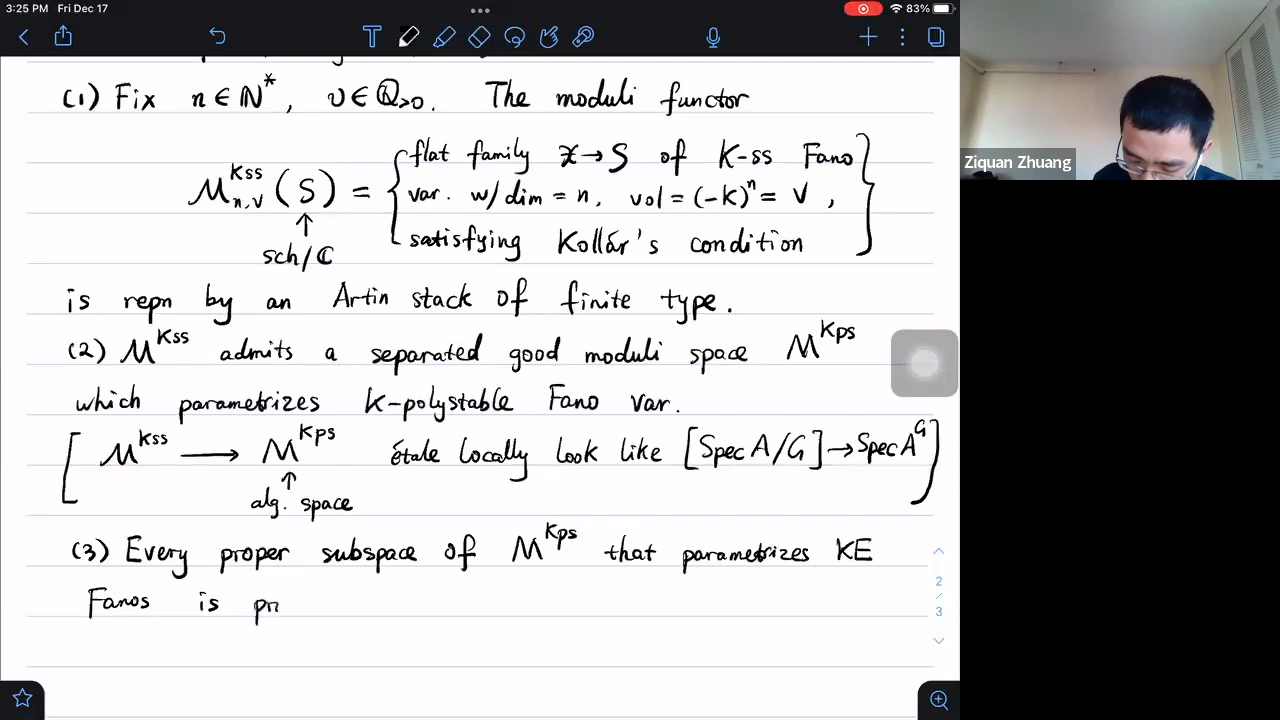 3:25 PM Fri Dec 17
83%
Ziquan Zhuang
(1) Fix n ∈ ℕ*, v ∈ ℚ>0. The moduli functor
M^{Kss}_{n,v}(S) = { flat family X → S of K-ss Fano
var. w/ dim = n, vol = (-K)^n = V,
satisfying Kollár's condition }
↑
sch/ℂ
is repn by an Artin stack of finite type.
(2) M^{Kss} admits a separated good moduli space M^{Kps}
which parametrizes K-polystable Fano var.
[ M^{Kss} → M^{Kps} étale locally look like [Spec A/G] → Spec A^G ]
↑
alg. space
(3) Every proper subspace of M^{Kps} that parametrizes KE
Fanos is pr
2
/
3